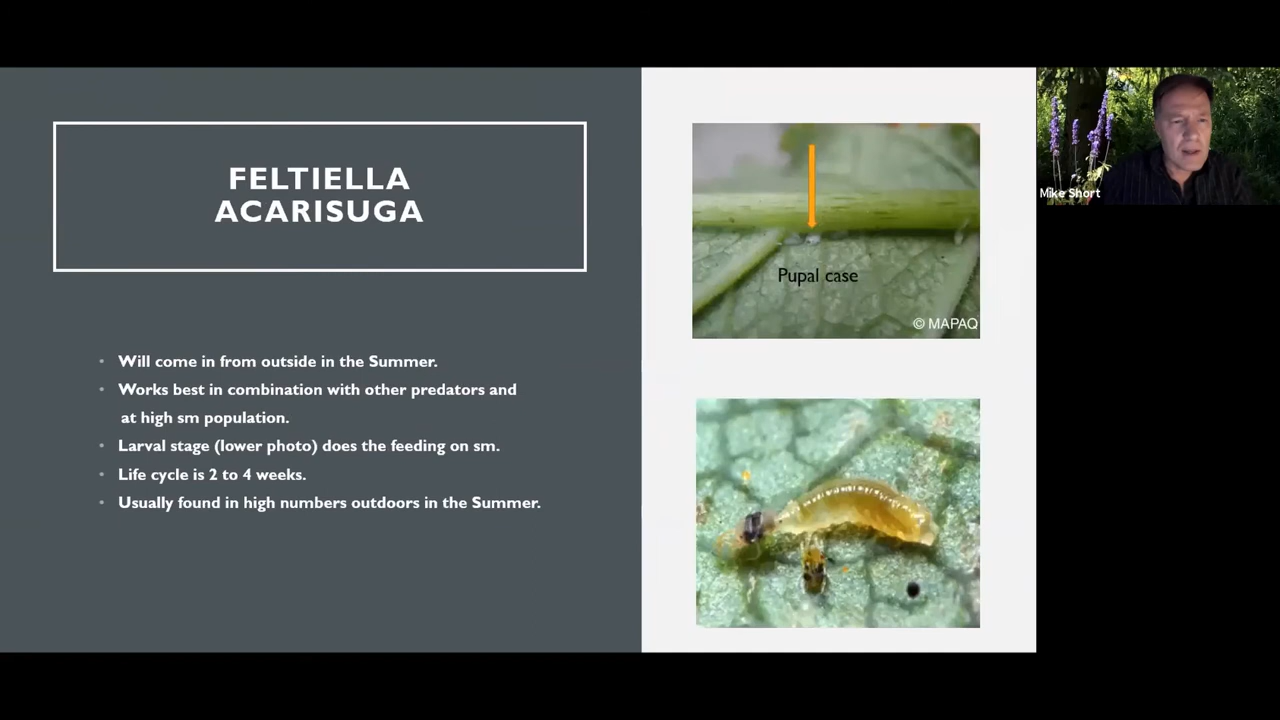 FELTIELLA
ACARISUGA
Will come in from outside in the Summer.
Works best in combination with other predators and
at high sm population.
Larval stage (lower photo) does the feeding on sm.
Life cycle is 2 to 4 weeks.
Usually found in high numbers outdoors in the Summer.
Pupal case
© MAPAQ
Mike Short